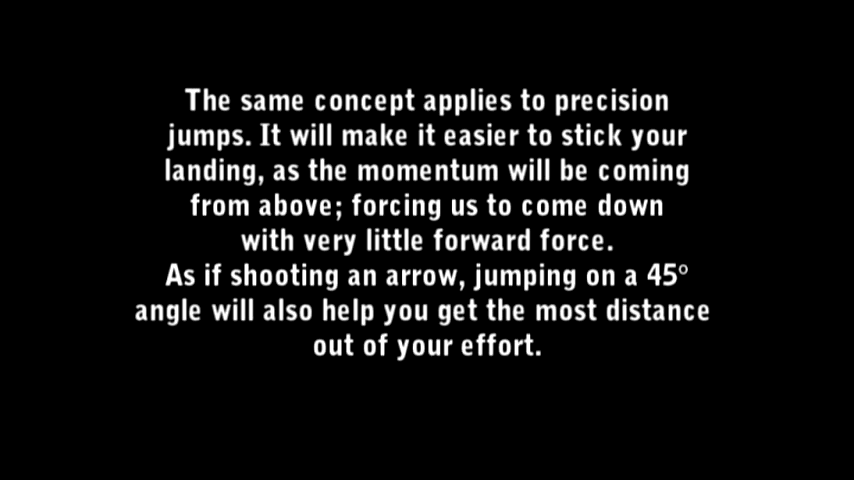 The same concept applies to precision
jumps. It will make it easier to stick your
landing, as the momentum will be coming
from above; forcing us to come down
with very little forward force.
As if shooting an arrow, jumping on a 45º
angle will also help you get the most distance
out of your effort.